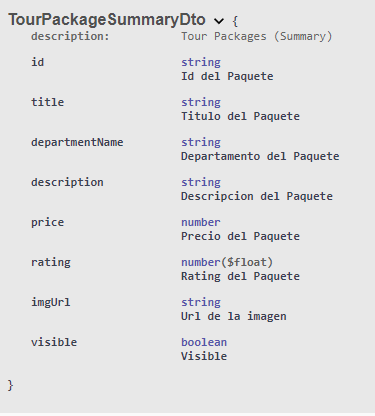 TourPackageSummaryDto {
description: Tour Packages (Summary)
id string
Id del Paquete
title string
Titulo del Paquete
departmentName string
Departamento del Paquete
description string
Descripcion del Paquete
price number
Precio del Paquete
rating number($float)
Rating del Paquete
imgUrl string
Url de la imagen
visible boolean
Visible
}